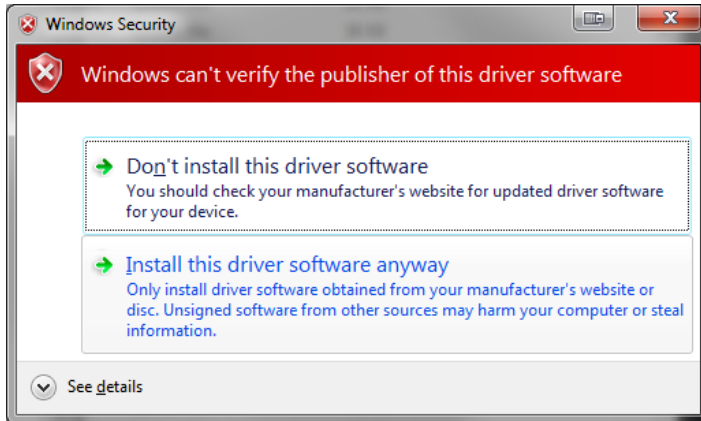 Windows Security
Windows can't verify the publisher of this driver software
Don't install this driver software
You should check your manufacturer's website for updated driver software
for your device.
Install this driver software anyway
Only install driver software obtained from your manufacturer's website or
disc. Unsigned software from other sources may harm your computer or steal
information.
See details